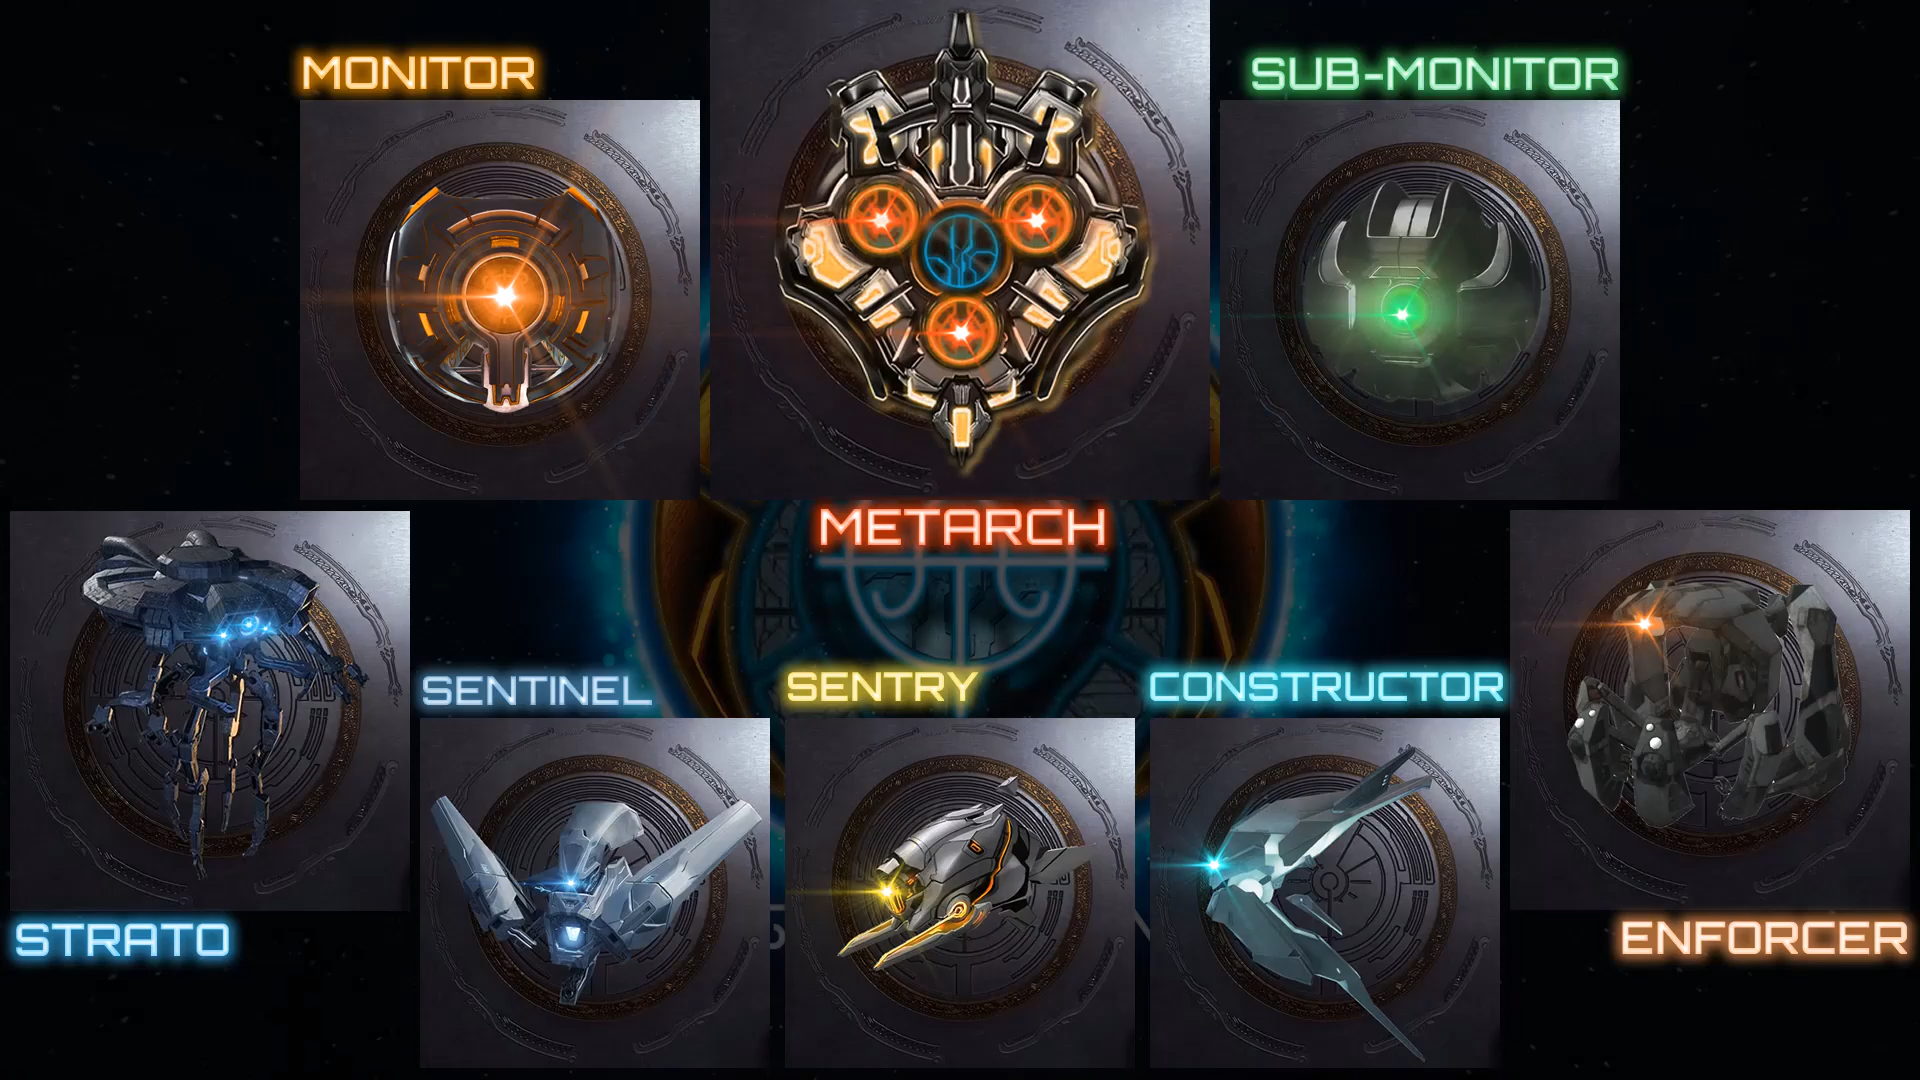 MONITOR
SUB-MONITOR
METARCH
SENTINEL
SENTRY
CONSTRUCTOR
STRATO
ENFORCER